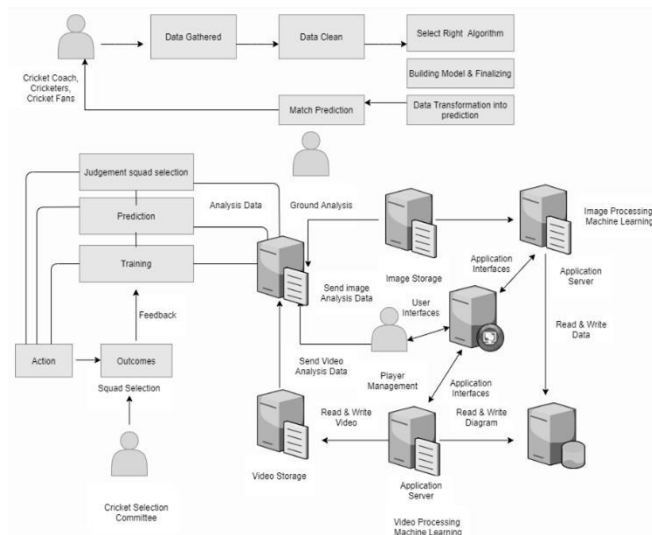 Data Gathered
Data Clean
Select Right Algorithm
Cricket Coach,
Cricketers,
Cricket Fans
Building Model & Finalizing
Match Prediction
Data Transformation into
prediction
Judgement squad selection
Prediction
Training
Analysis Data
Ground Analysis
Image Storage
Image Processing
Machine Learning
Application
Interfaces
Application
Server
Send image
Analysis Data
User
Interfaces
Feedback
Read & Write
Data
Action
Outcomes
Send Video
Analysis Data
Player
Management
Application
Interfaces
Squad Selection
Read & Write
Video
Read & Write
Diagram
Video Storage
Application
Server
Cricket Selection
Committee
Video Processing
Machine Learning